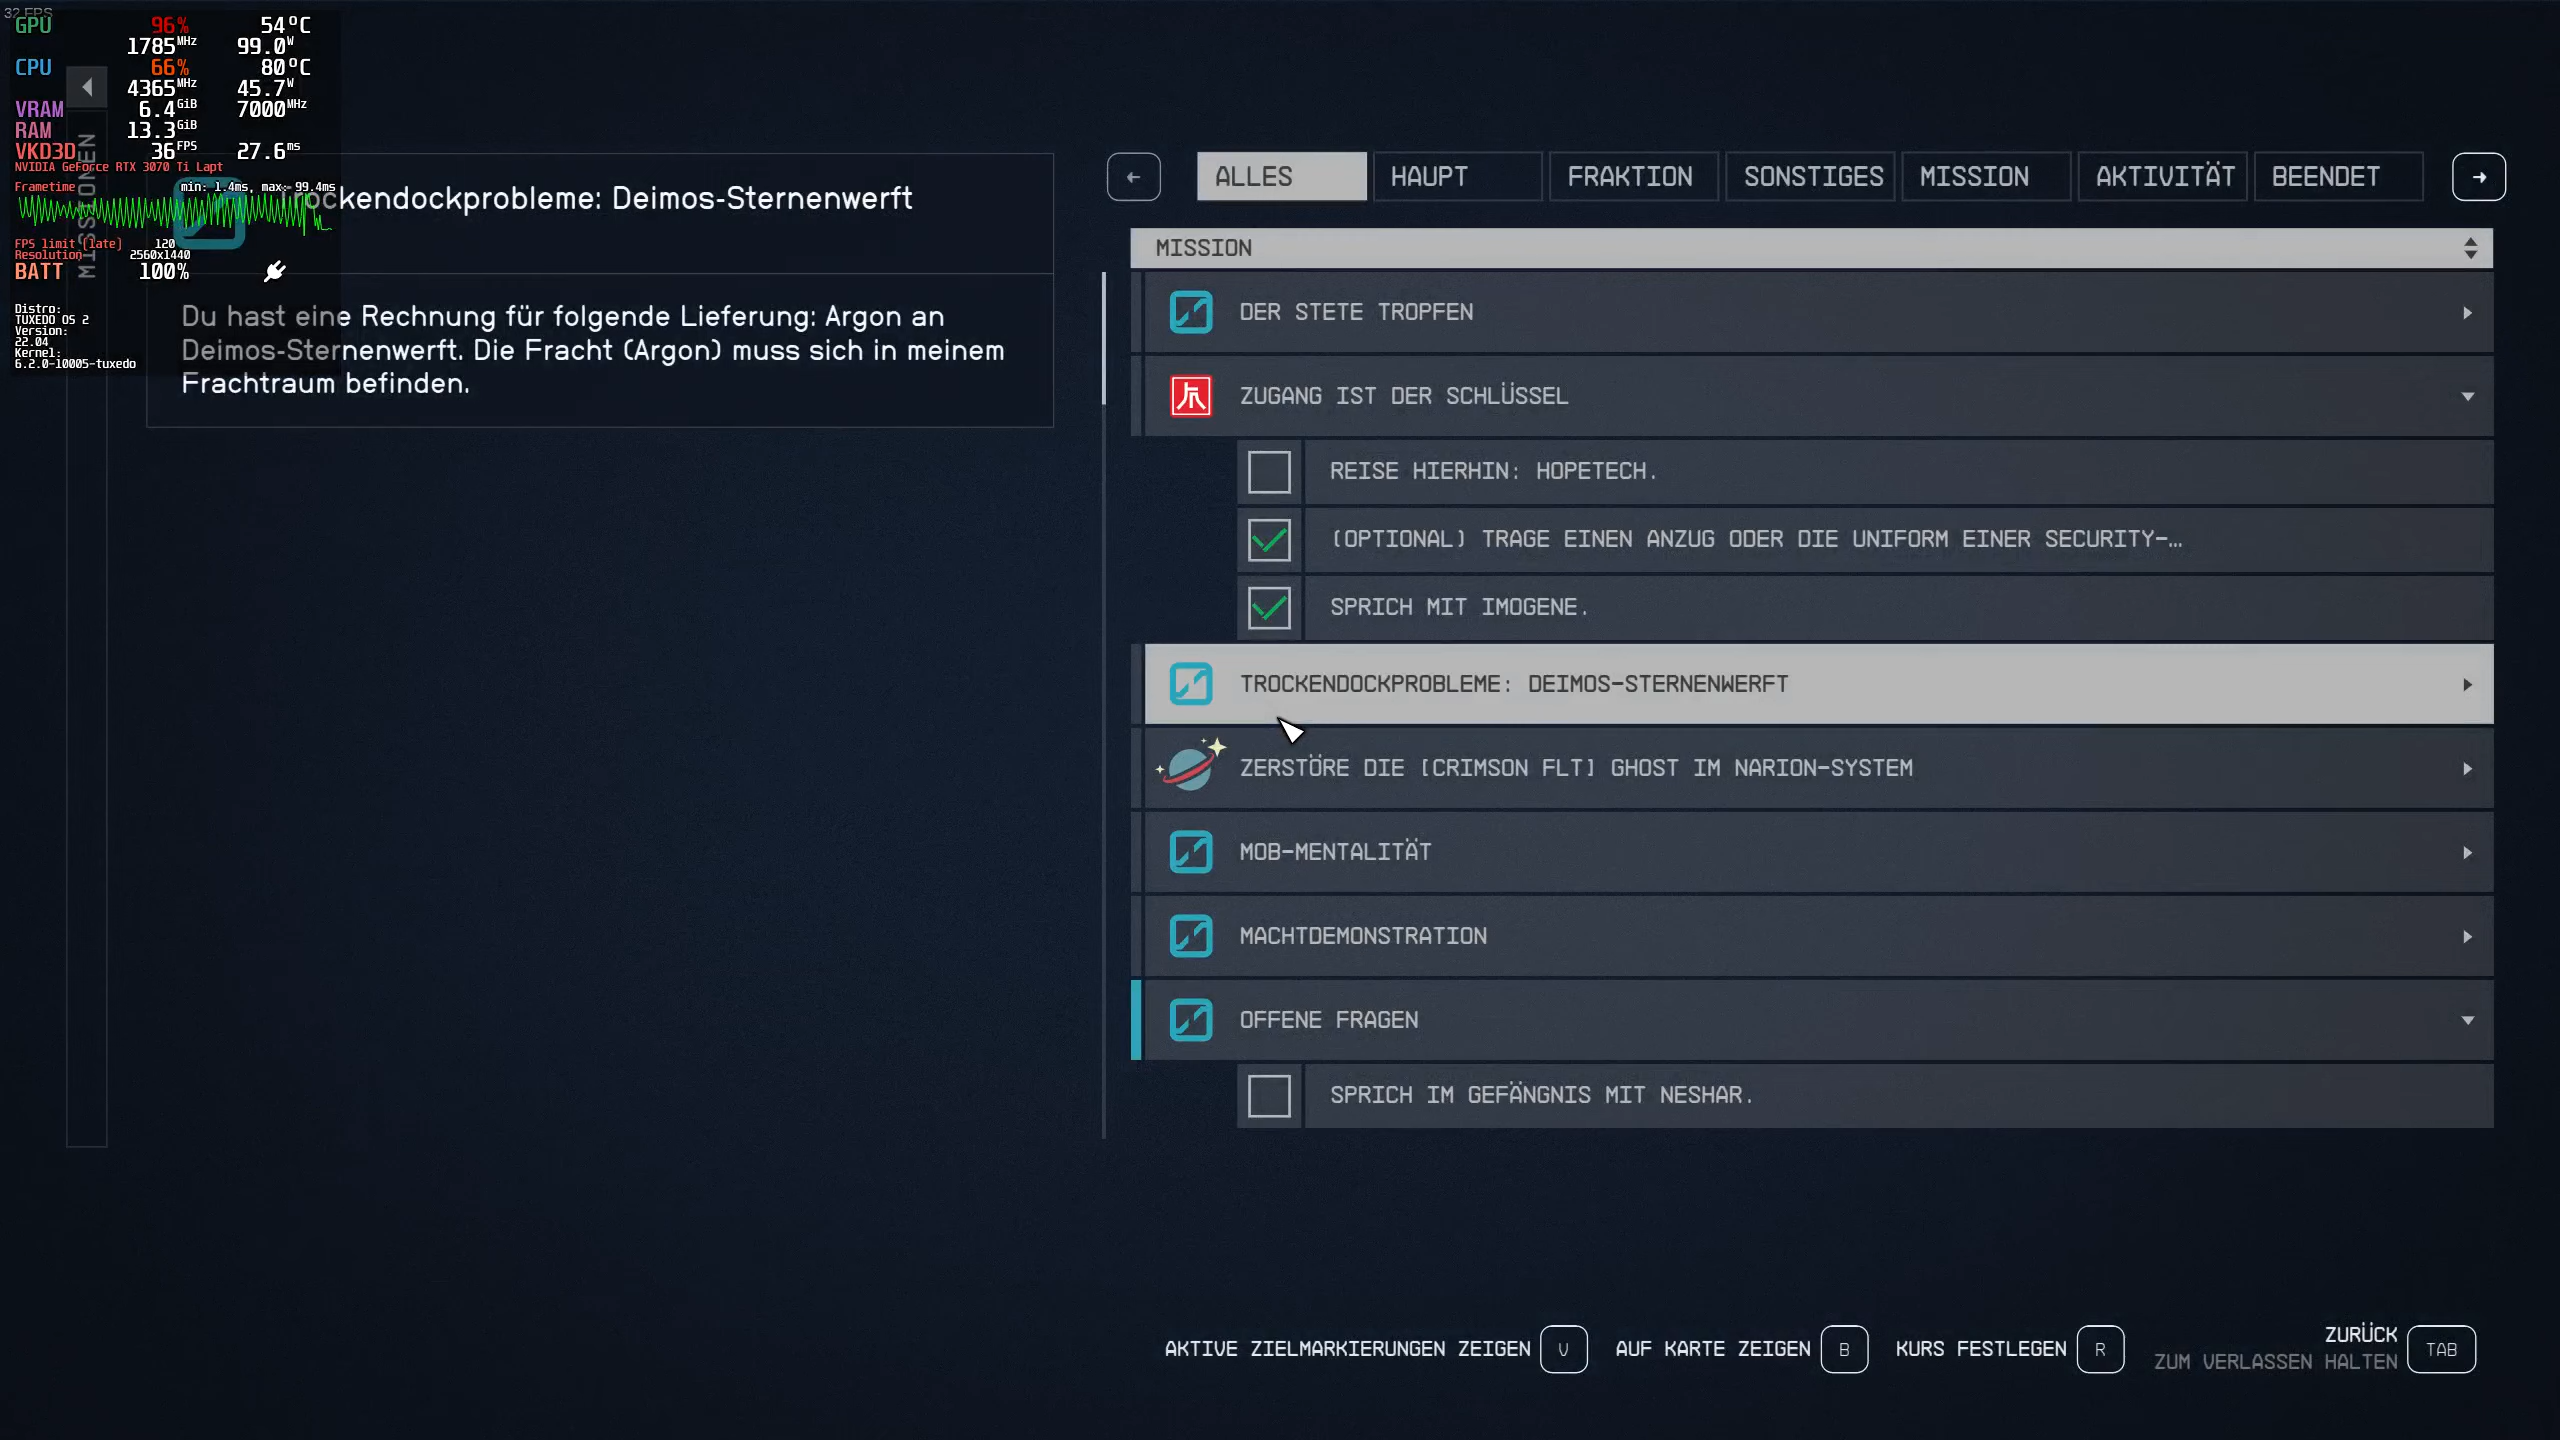 32 FPS
GPU 96% 54°C
1785MHz 99.0W
CPU 66% 80°C
4365MHz 45.7W
VRAM 6.4GiB 7000MHz
RAM 13.3GiB
VKD3D 36FPS 27.6ms
NVIDIA GeForce RTX 3070 Ti Lapt
Frametime min: 1.4ms, max: 99.4ms
FPS limit (late) 120
Resolution 2560x1440
BATT 100%
Distro:
TUXEDO OS 2
Version:
22.04
Kernel:
6.2.0-10005-tuxedo
MISSIONEN
Trockendockprobleme: Deimos-Sternenwerft
Du hast eine Rechnung für folgende Lieferung: Argon an
Deimos-Sternenwerft. Die Fracht (Argon) muss sich in meinem
Frachtraum befinden.
ALLES HAUPT FRAKTION SONSTIGES MISSION AKTIVITÄT BEENDET
MISSION
DER STETE TROPFEN
ZUGANG IST DER SCHLÜSSEL
REISE HIERHIN: HOPETECH.
(OPTIONAL) TRAGE EINEN ANZUG ODER DIE UNIFORM EINER SECURITY-...
SPRICH MIT IMOGENE.
TROCKENDOCKPROBLEME: DEIMOS-STERNENWERFT
ZERSTÖRE DIE [CRIMSON FLT] GHOST IM NARION-SYSTEM
MOB-MENTALITÄT
MACHTDEMONSTRATION
OFFENE FRAGEN
SPRICH IM GEFÄNGNIS MIT NESHAR.
AKTIVE ZIELMARKIERUNGEN ZEIGEN V AUF KARTE ZEIGEN B KURS FESTLEGEN R ZURÜCK TAB
ZUM VERLASSEN HALTEN